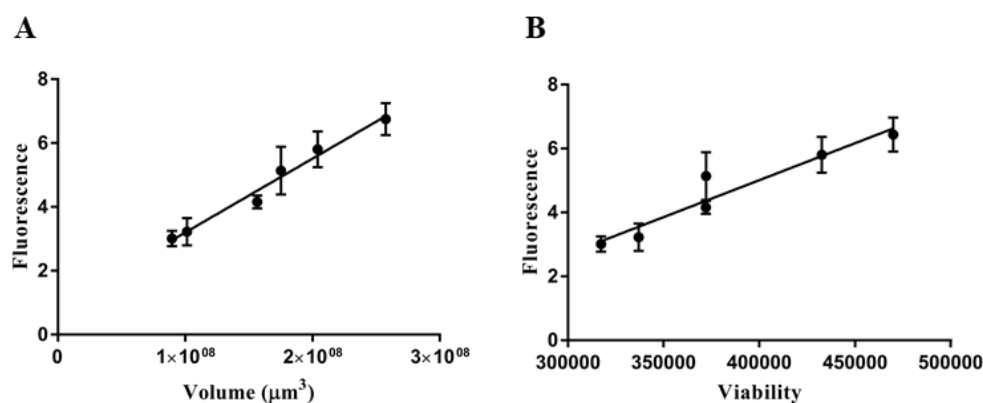 A
Fluorescence
8
6
4
2
0
0 1×10⁰⁸ 2×10⁰⁸ 3×10⁰⁸
Volume (μm³)
B
Fluorescence
8
6
4
2
0
300000 350000 400000 450000 500000
Viability